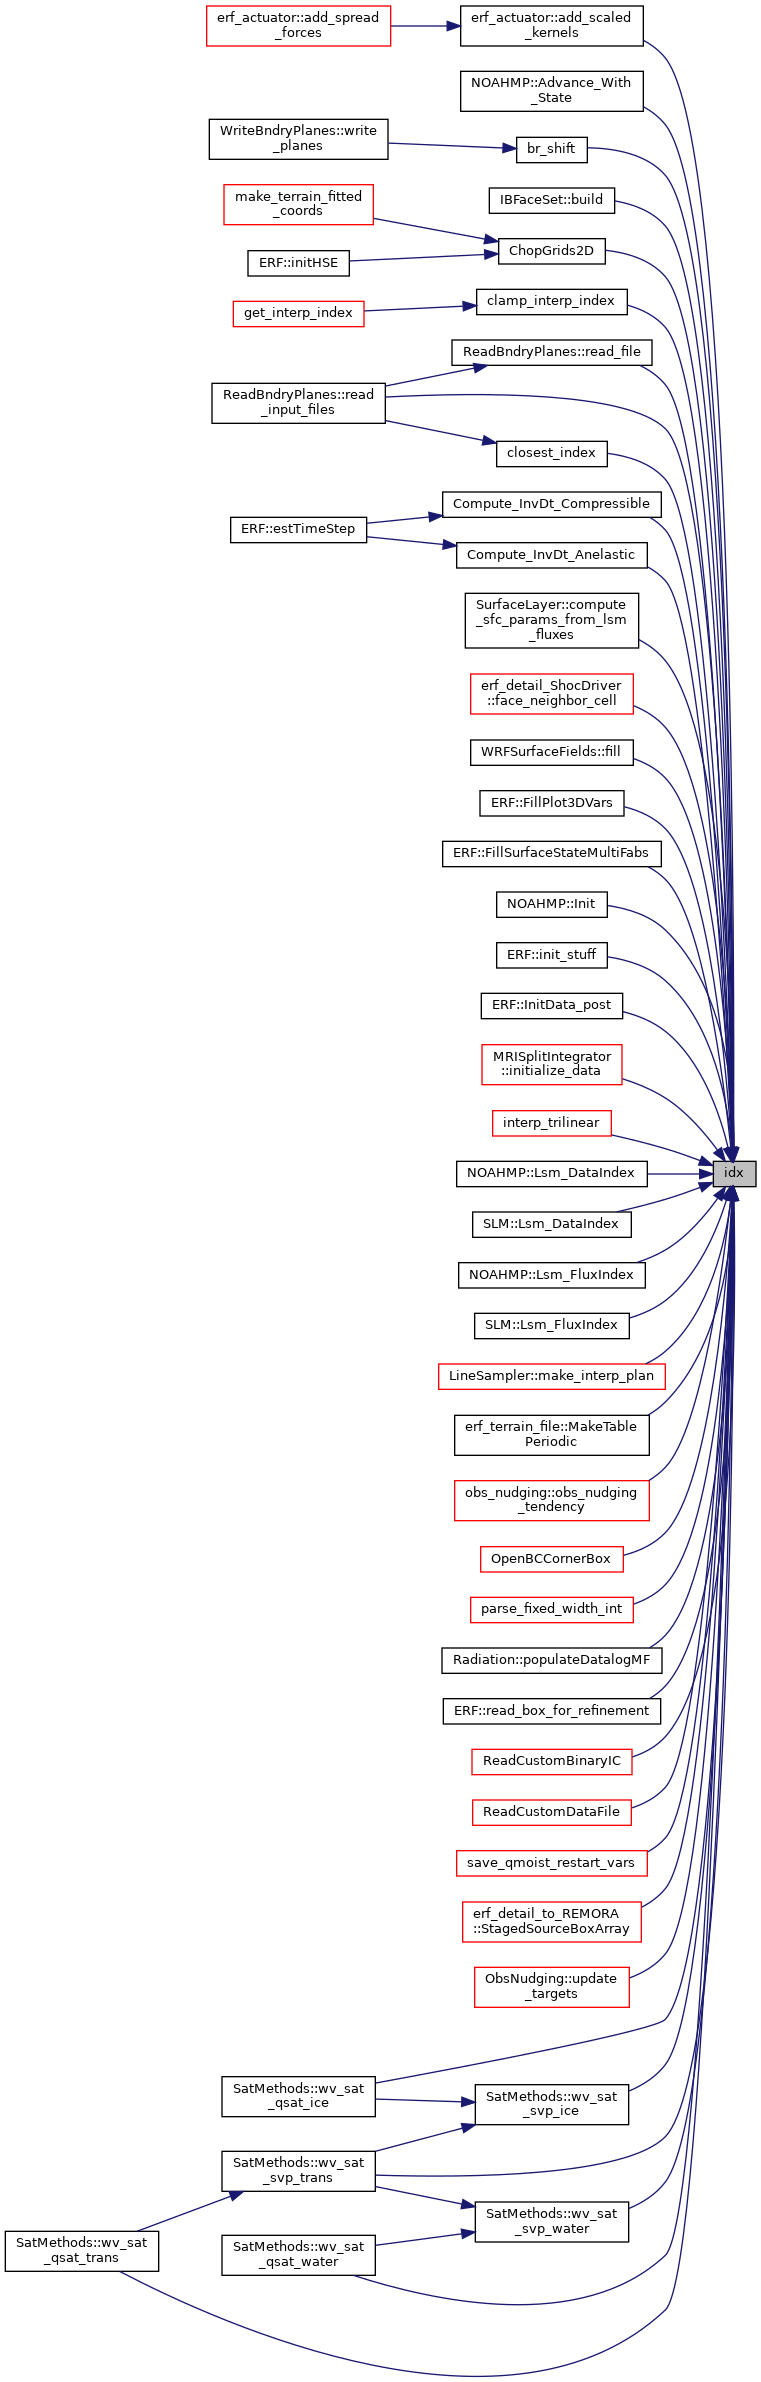 erf_actuator::add_spread
_forces
erf_actuator::add_scaled
_kernels
NOAHMP::Advance_With
_State
WriteBndryPlanes::write
_planes
br_shift
IBFaceSet::build
make_terrain_fitted
_coords
ChopGrids2D
ERF::initHSE
clamp_interp_index
get_interp_index
ReadBndryPlanes::read_file
ReadBndryPlanes::read
_input_files
closest_index
Compute_InvDt_Compressible
ERF::estTimeStep
Compute_InvDt_Anelastic
SurfaceLayer::compute
_sfc_params_from_lsm
_fluxes
erf_detail_ShocDriver
::face_neighbor_cell
WRFSurfaceFields::fill
ERF::FillPlot3DVars
ERF::FillSurfaceStateMultiFabs
NOAHMP::Init
ERF::init_stuff
ERF::InitData_post
MRISplitIntegrator
::initialize_data
interp_trilinear
NOAHMP::Lsm_DataIndex
idx
SLM::Lsm_DataIndex
NOAHMP::Lsm_FluxIndex
SLM::Lsm_FluxIndex
LineSampler::make_interp_plan
erf_terrain_file::MakeTable
Periodic
obs_nudging::obs_nudging
_tendency
OpenBCCornerBox
parse_fixed_width_int
Radiation::populateDatalogMF
ERF::read_box_for_refinement
ReadCustomBinaryIC
ReadCustomDataFile
save_qmoist_restart_vars
erf_detail_to_REMORA
::StagedSourceBoxArray
ObsNudging::update
_targets
SatMethods::wv_sat
_qsat_ice
SatMethods::wv_sat
_svp_ice
SatMethods::wv_sat
_svp_trans
SatMethods::wv_sat
_svp_water
SatMethods::wv_sat
_qsat_trans
SatMethods::wv_sat
_qsat_water